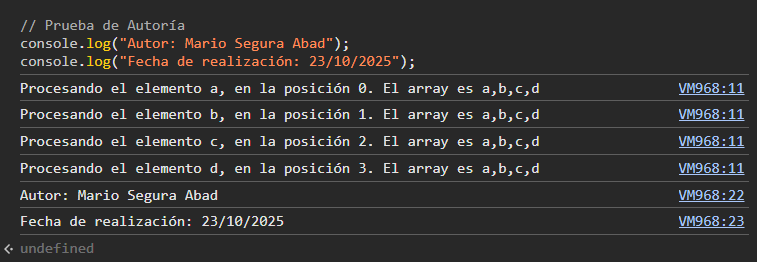 // Prueba de Autoría
console.log("Autor: Mario Segura Abad");
console.log("Fecha de realización: 23/10/2025");
Procesando el elemento a, en la posición 0. El array es a,b,c,d VM968:11
Procesando el elemento b, en la posición 1. El array es a,b,c,d VM968:11
Procesando el elemento c, en la posición 2. El array es a,b,c,d VM968:11
Procesando el elemento d, en la posición 3. El array es a,b,c,d VM968:11
Autor: Mario Segura Abad VM968:22
Fecha de realización: 23/10/2025 VM968:23
undefined